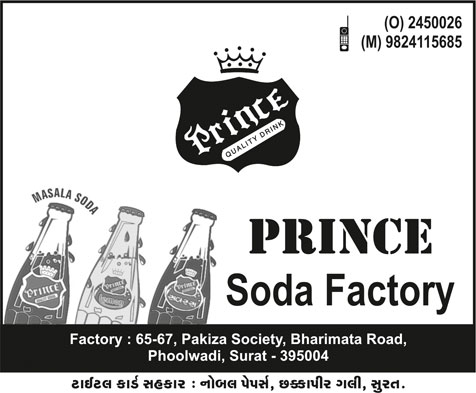 (O) 2450026
(M) 9824115685
Prince
QUALITY DRINK
MASALA SODA
PRINCE
Soda Factory
Factory : 65-67, Pakiza Society, Bharimata Road,
Phoolwadi, Surat - 395004
ટાઈટલ કાર્ડ સહકાર : નોબલ પેપર્સ, છક્કાપીર ગલી, સુરત.